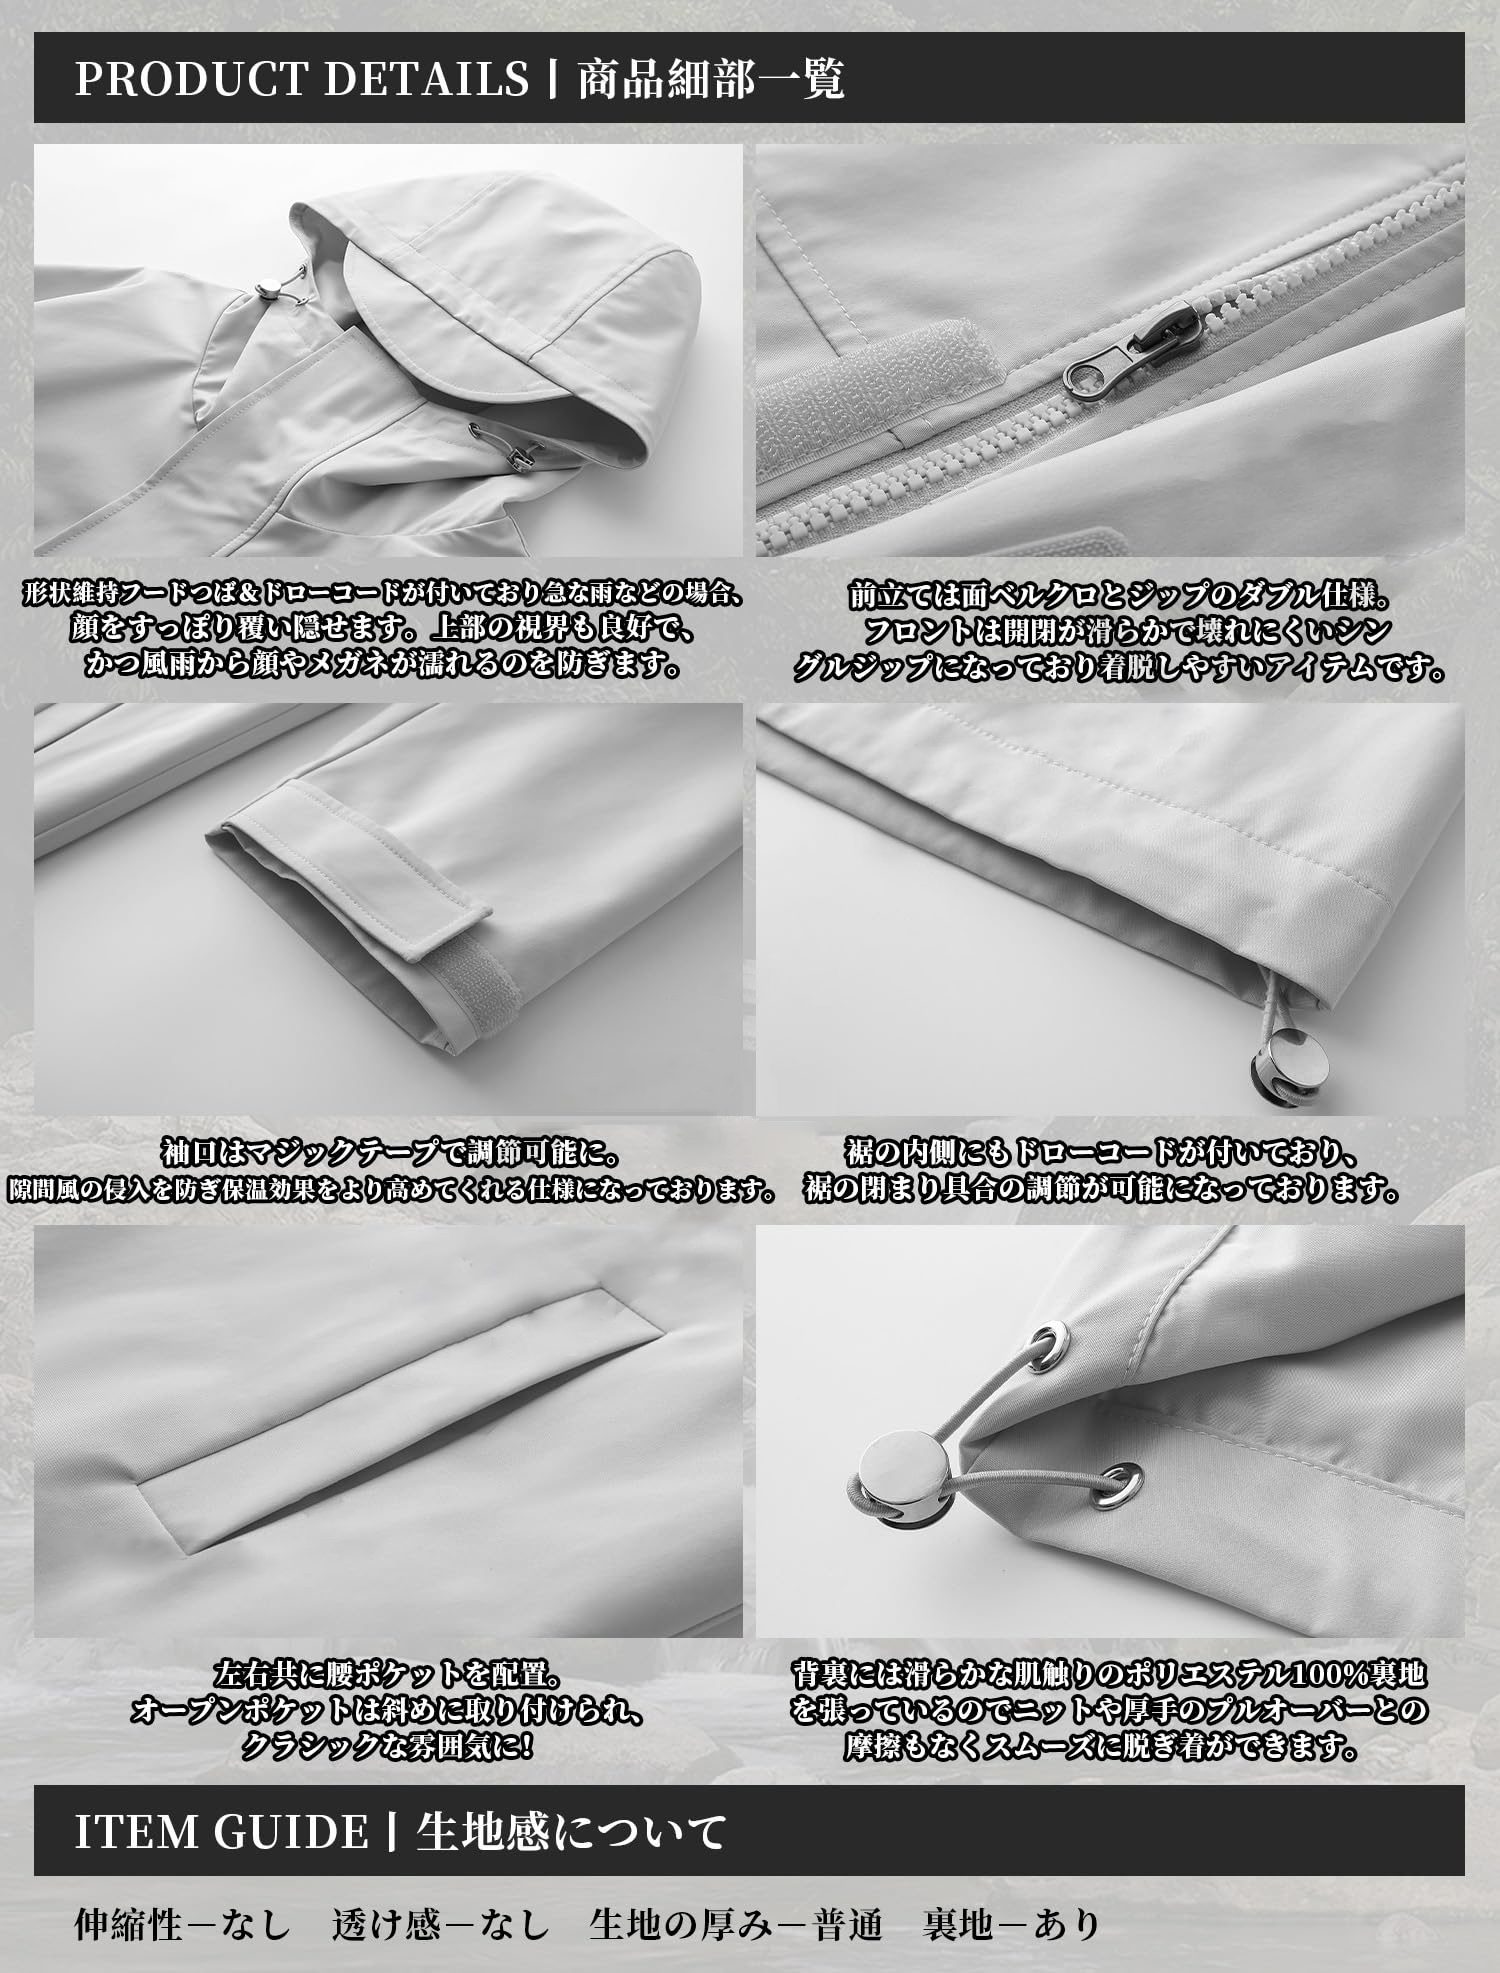 PRODUCT DETAILS | 商品細部一覧
形状維持フードつば&ドローコードが付いており急な雨などの場合、
顔をすっぽり覆い隠せます。上部の視界も良好で、
かつ風雨から顔やメガネが濡れるのを防ぎます。
前立ては面ベルクロとジップのダブル仕様。
フロントは開閉が滑らかで壊れにくいシン
グルジップになっており着脱しやすいアイテムです。
袖口はマジックテープで調節可能に。
隙間風の侵入を防ぎ保温効果をより高めてくれる仕様になっております。
裾の内側にもドローコードが付いており、
裾の閉まり具合の調節が可能になっております。
左右共に腰ポケットを配置。
オープンポケットは斜めに取り付けられ、
クラシックな雰囲気に!
背裏には滑らかな肌触りのポリエステル100%裏地
を張っているのでニットや厚手のプルオーバーとの
摩擦もなくスムーズに脱ぎ着ができます。
ITEM GUIDE | 生地感について
伸縮性－なし 透け感－なし 生地の厚み－普通 裏地－あり